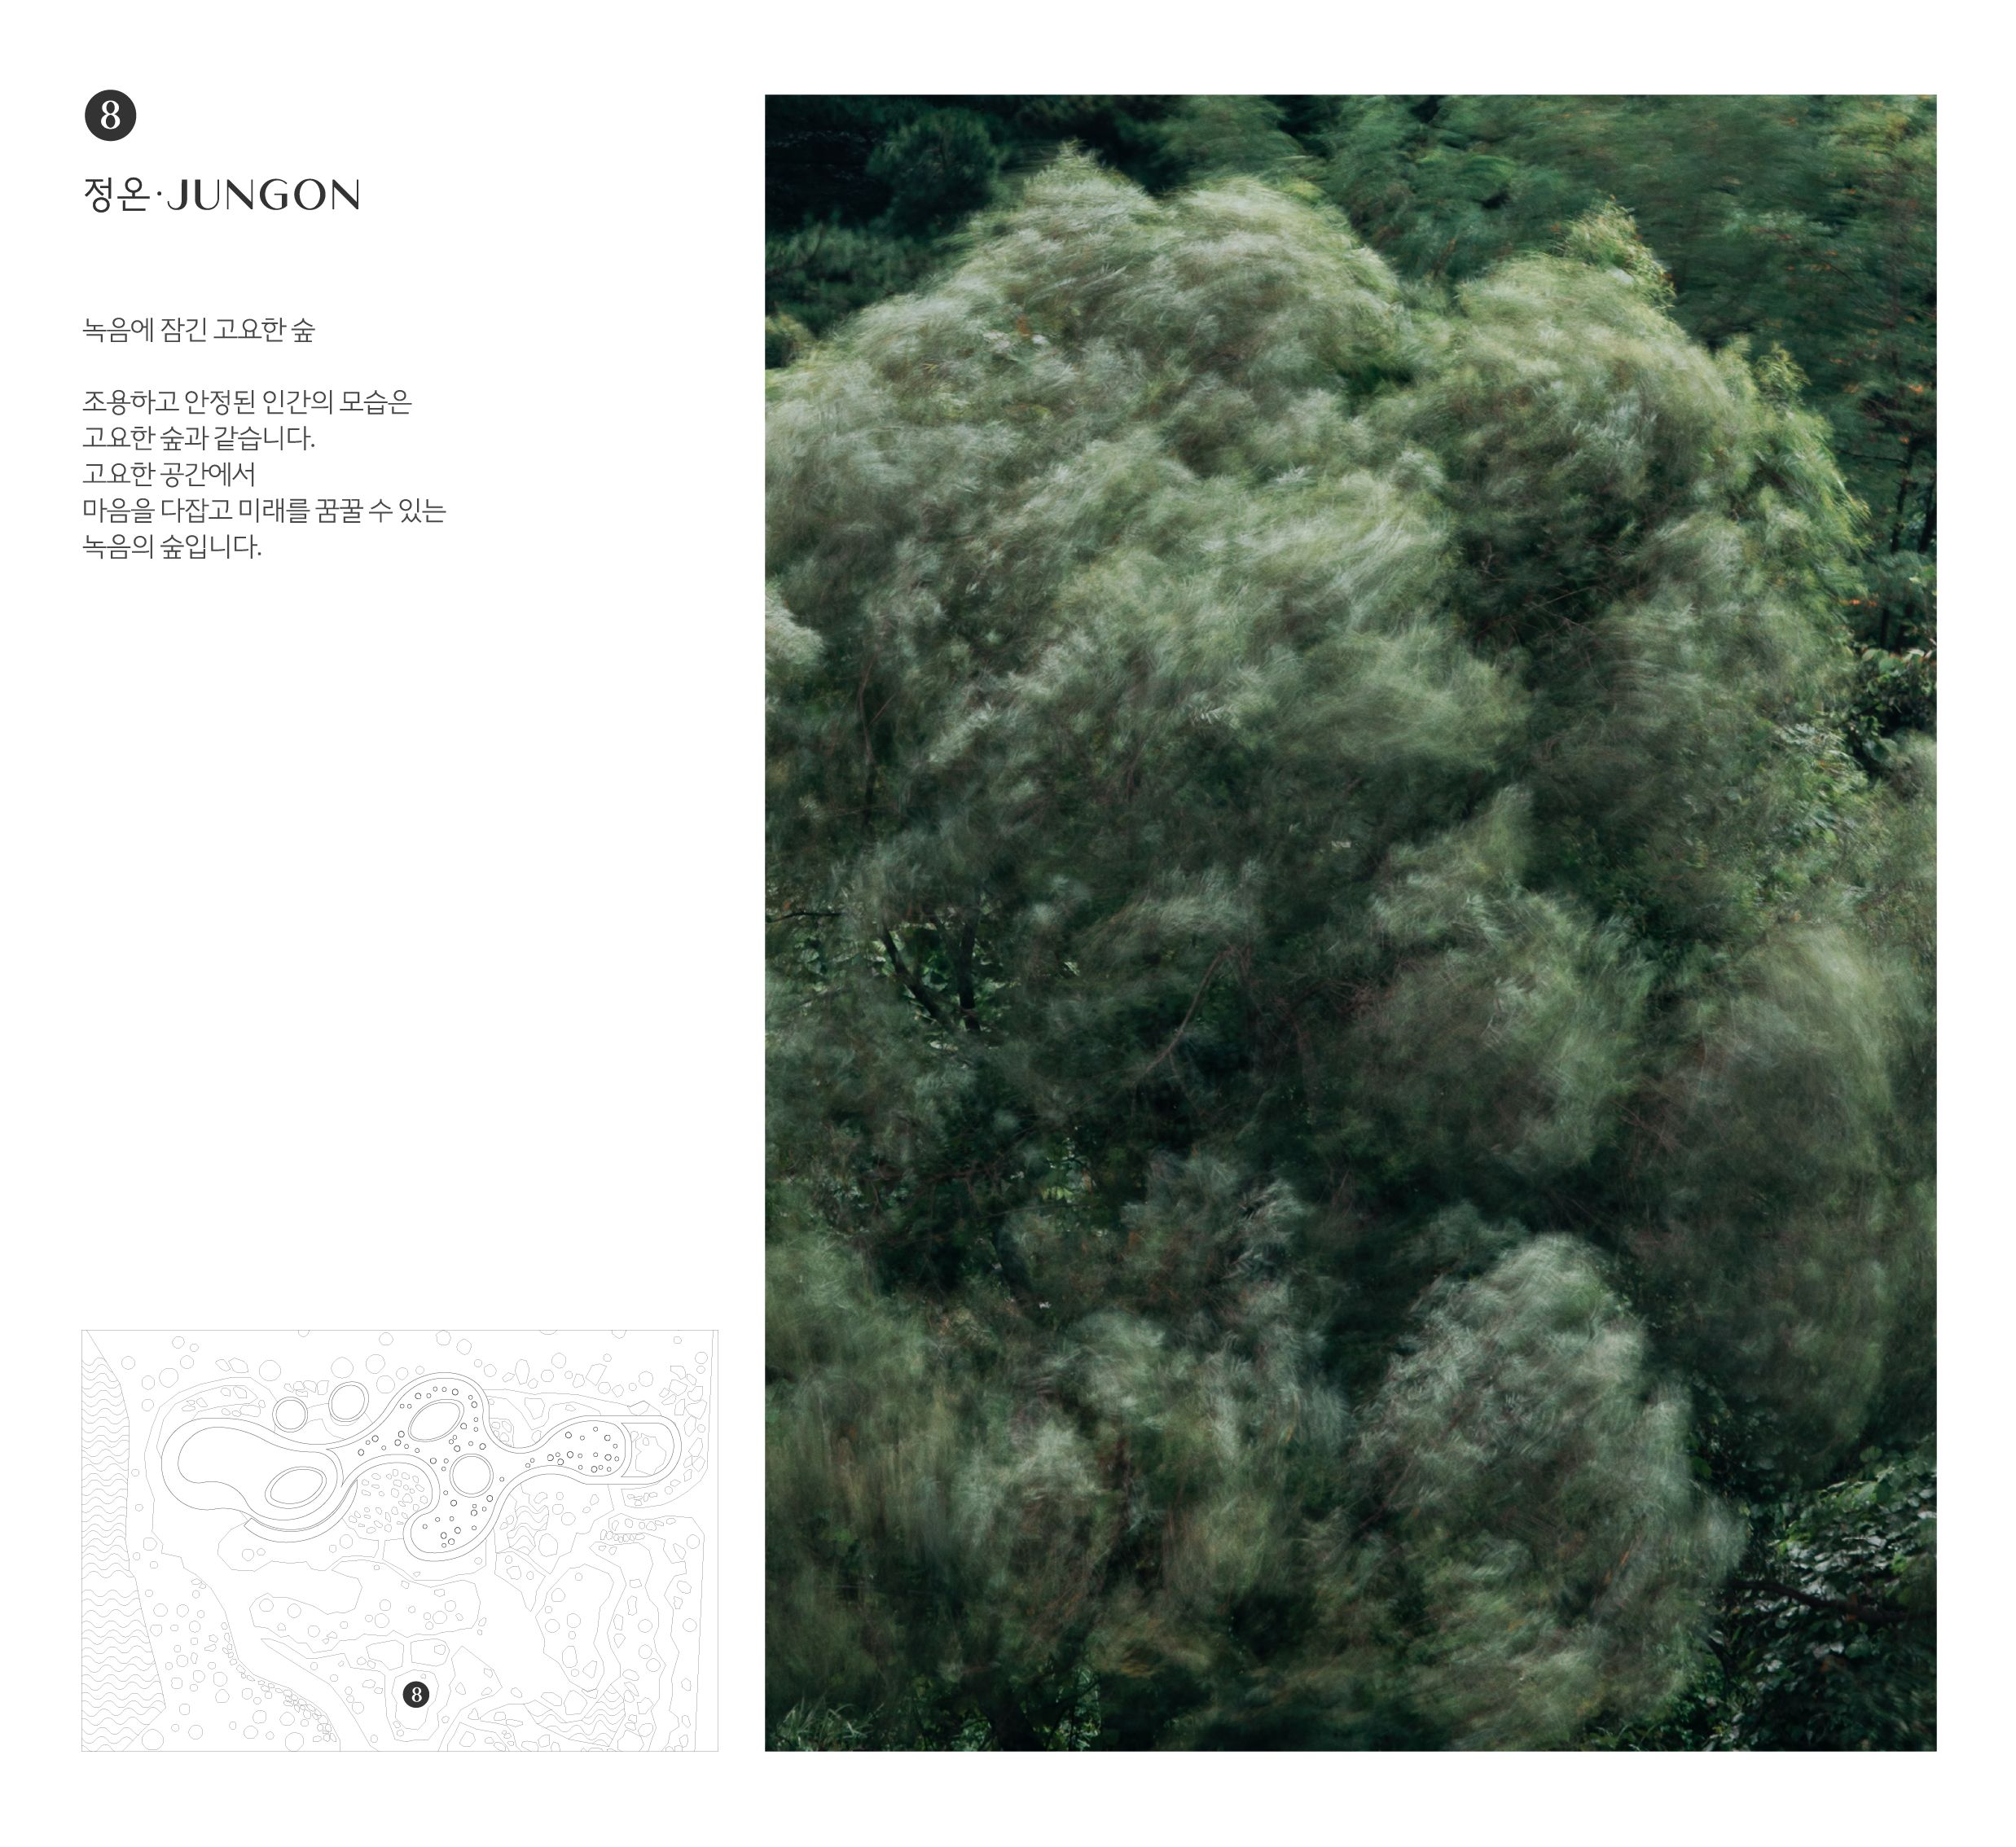 8
정온·JUNGON
녹음에 잠긴 고요한 숲
조용하고 안정된 인간의 모습은
고요한 숲과 같습니다.
고요한 공간에서
마음을 다잡고 미래를 꿈꿀 수 있는
녹음의 숲입니다.
8